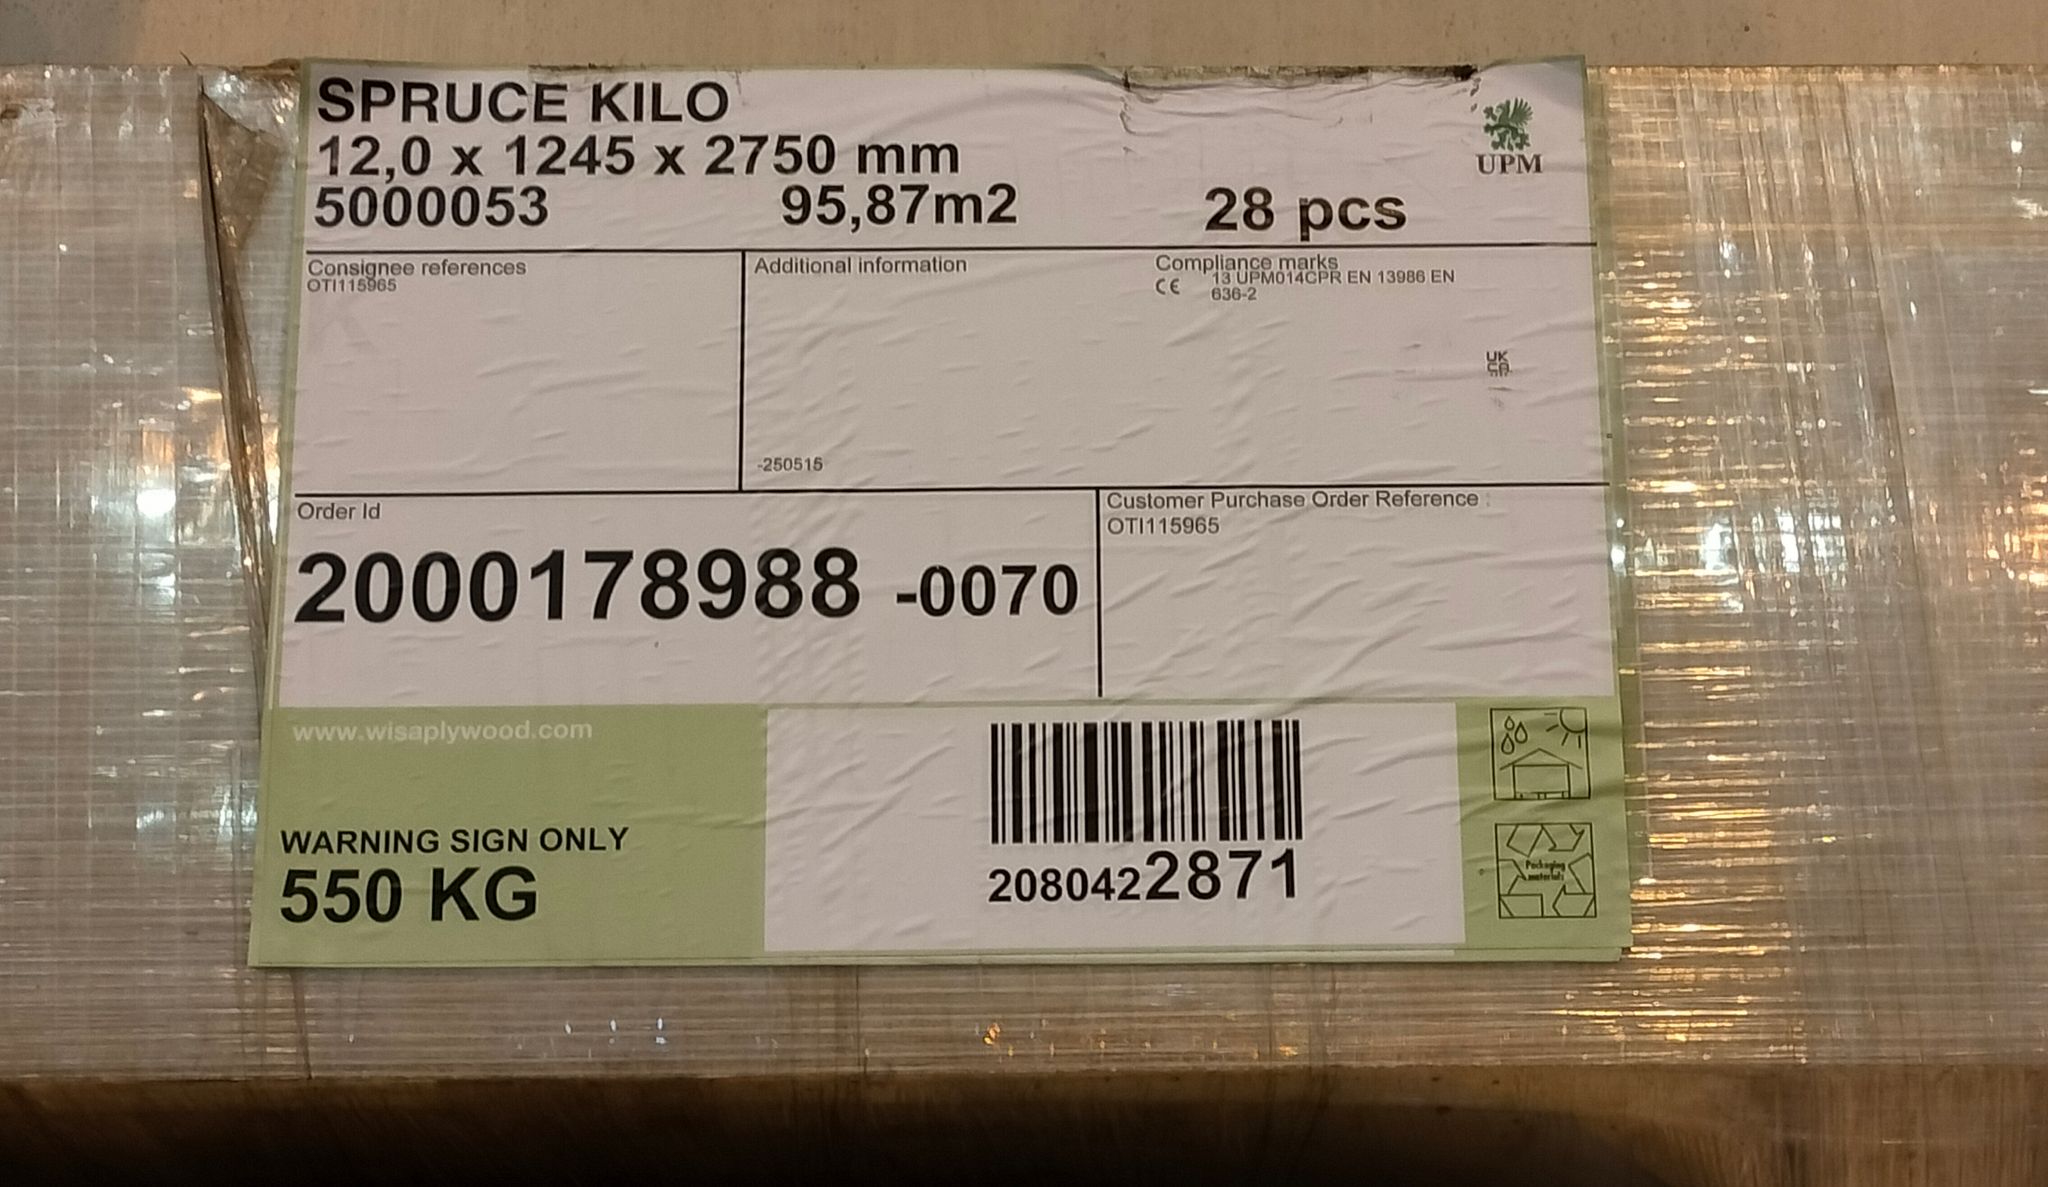 SPRUCE KILO
12,0 x 1245 x 2750 mm
5000053 95,87m2 28 pcs
UPM
Consignee references
OTI115965
Additional information
-250515
Compliance marks
CE 13 UPM014CPR EN 13986 EN
636-2
UK
CA
Order Id
2000178988 -0070
Customer Purchase Order Reference :
OTI115965
www.wisaplywood.com
WARNING SIGN ONLY
550 KG
2080422871
Packaging
materials